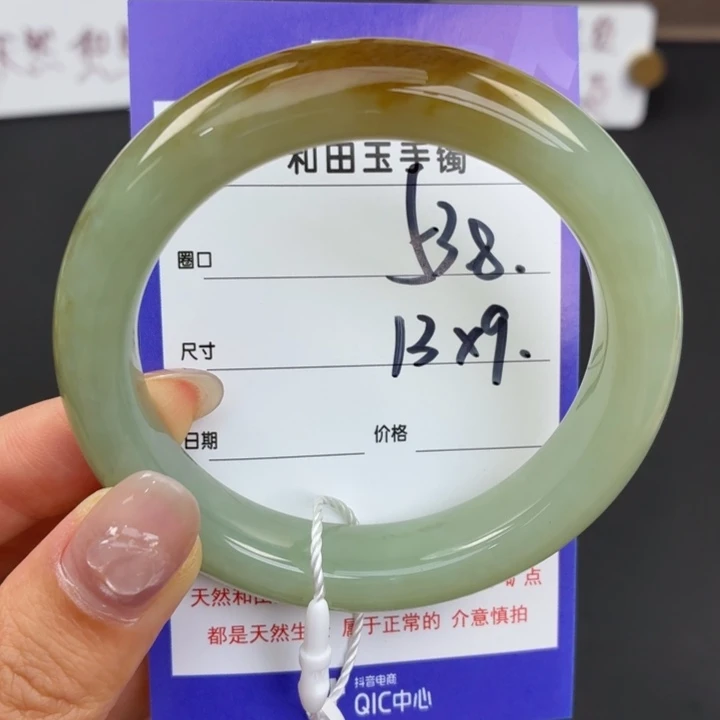 和田玉手镯
圈口 538.
尺寸 13x9.
日期 价格
天然和田 矿点
都是天然生 属于正常的 介意慎拍
抖音电商
QIC中心